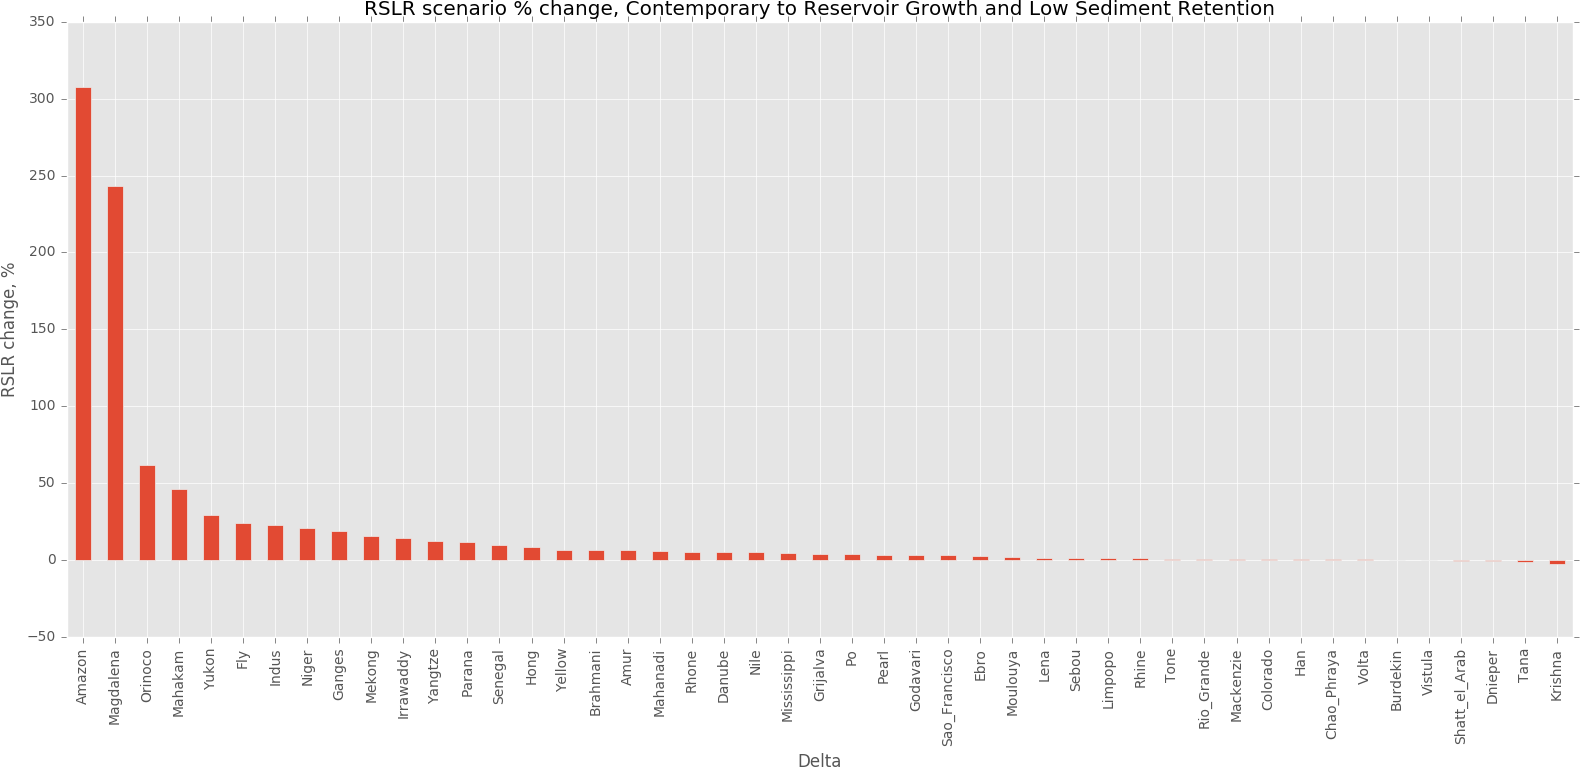 RSLR scenario % change, Contemporary to Reservoir Growth and Low Sediment Retention
350
300
250
200
150
100
50
0
−50
RSLR change, %
Amazon
Magdalena
Orinoco
Mahakam
Yukon
Fly
Indus
Niger
Ganges
Mekong
Irrawaddy
Yangtze
Parana
Senegal
Hong
Yellow
Brahmani
Amur
Mahanadi
Rhone
Danube
Nile
Mississippi
Grijalva
Po
Pearl
Godavari
Sao_Francisco
Ebro
Moulouya
Lena
Sebou
Limpopo
Rhine
Tone
Rio_Grande
Mackenzie
Colorado
Han
Chao_Phraya
Volta
Burdekin
Vistula
Shatt_el_Arab
Dnieper
Tana
Krishna
Delta